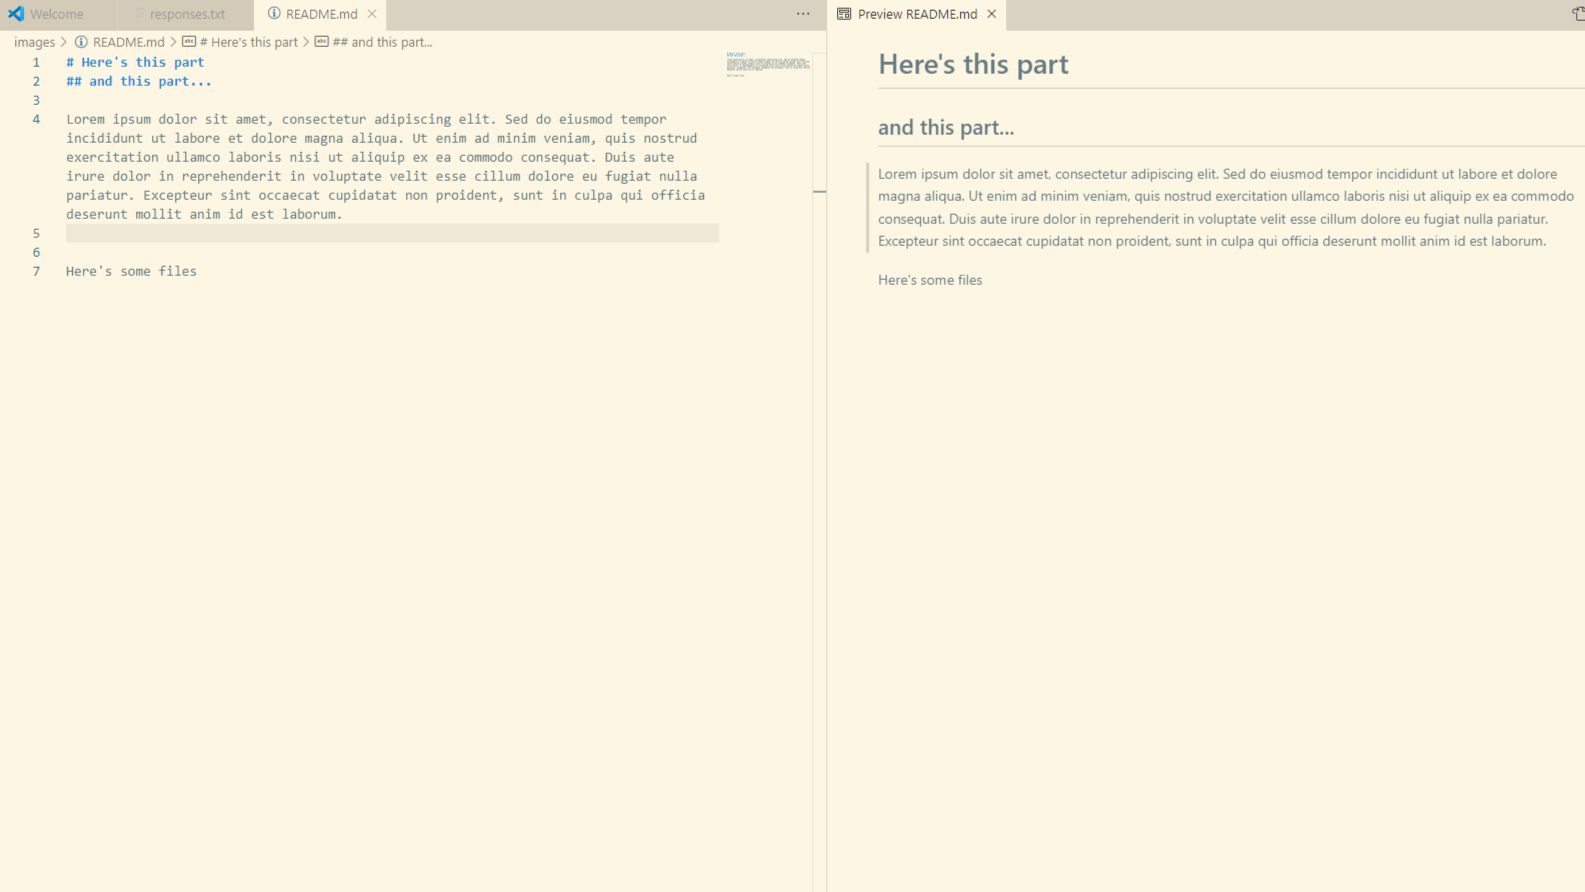 Welcome responses.txt README.md Preview README.md
images README.md # Here's this part ## and this part...
1 # Here's this part
2 ## and this part...
3
4 Lorem ipsum dolor sit amet, consectetur adipiscing elit. Sed do eiusmod tempor
incididunt ut labore et dolore magna aliqua. Ut enim ad minim veniam, quis nostrud
exercitation ullamco laboris nisi ut aliquip ex ea commodo consequat. Duis aute
irure dolor in reprehenderit in voluptate velit esse cillum dolore eu fugiat nulla
pariatur. Excepteur sint occaecat cupidatat non proident, sunt in culpa qui officia
deserunt mollit anim id est laborum.
5
6
7 Here's some files
Here's this part
and this part...
Lorem ipsum dolor sit amet, consectetur adipiscing elit. Sed do eiusmod tempor incididunt ut labore et dolore
magna aliqua. Ut enim ad minim veniam, quis nostrud exercitation ullamco laboris nisi ut aliquip ex ea commodo
consequat. Duis aute irure dolor in reprehenderit in voluptate velit esse cillum dolore eu fugiat nulla pariatur.
Excepteur sint occaecat cupidatat non proident, sunt in culpa qui officia deserunt mollit anim id est laborum.
Here's some files